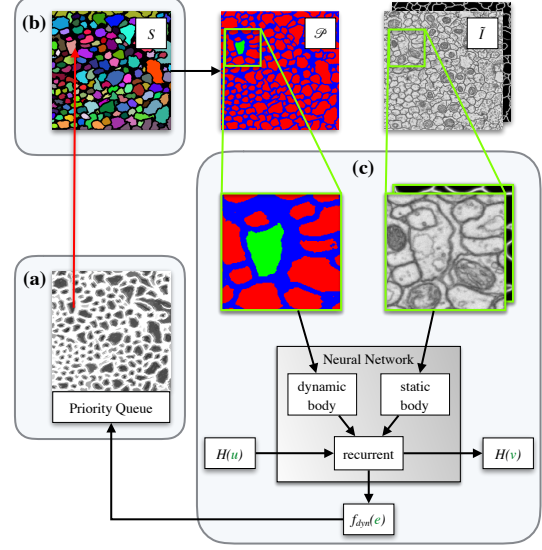 (b)
S
𝒫
Ĩ
(c)
(a)
Priority Queue
Neural Network
dynamic
body
static
body
H(u)
recurrent
H(v)
f_dyn(e)